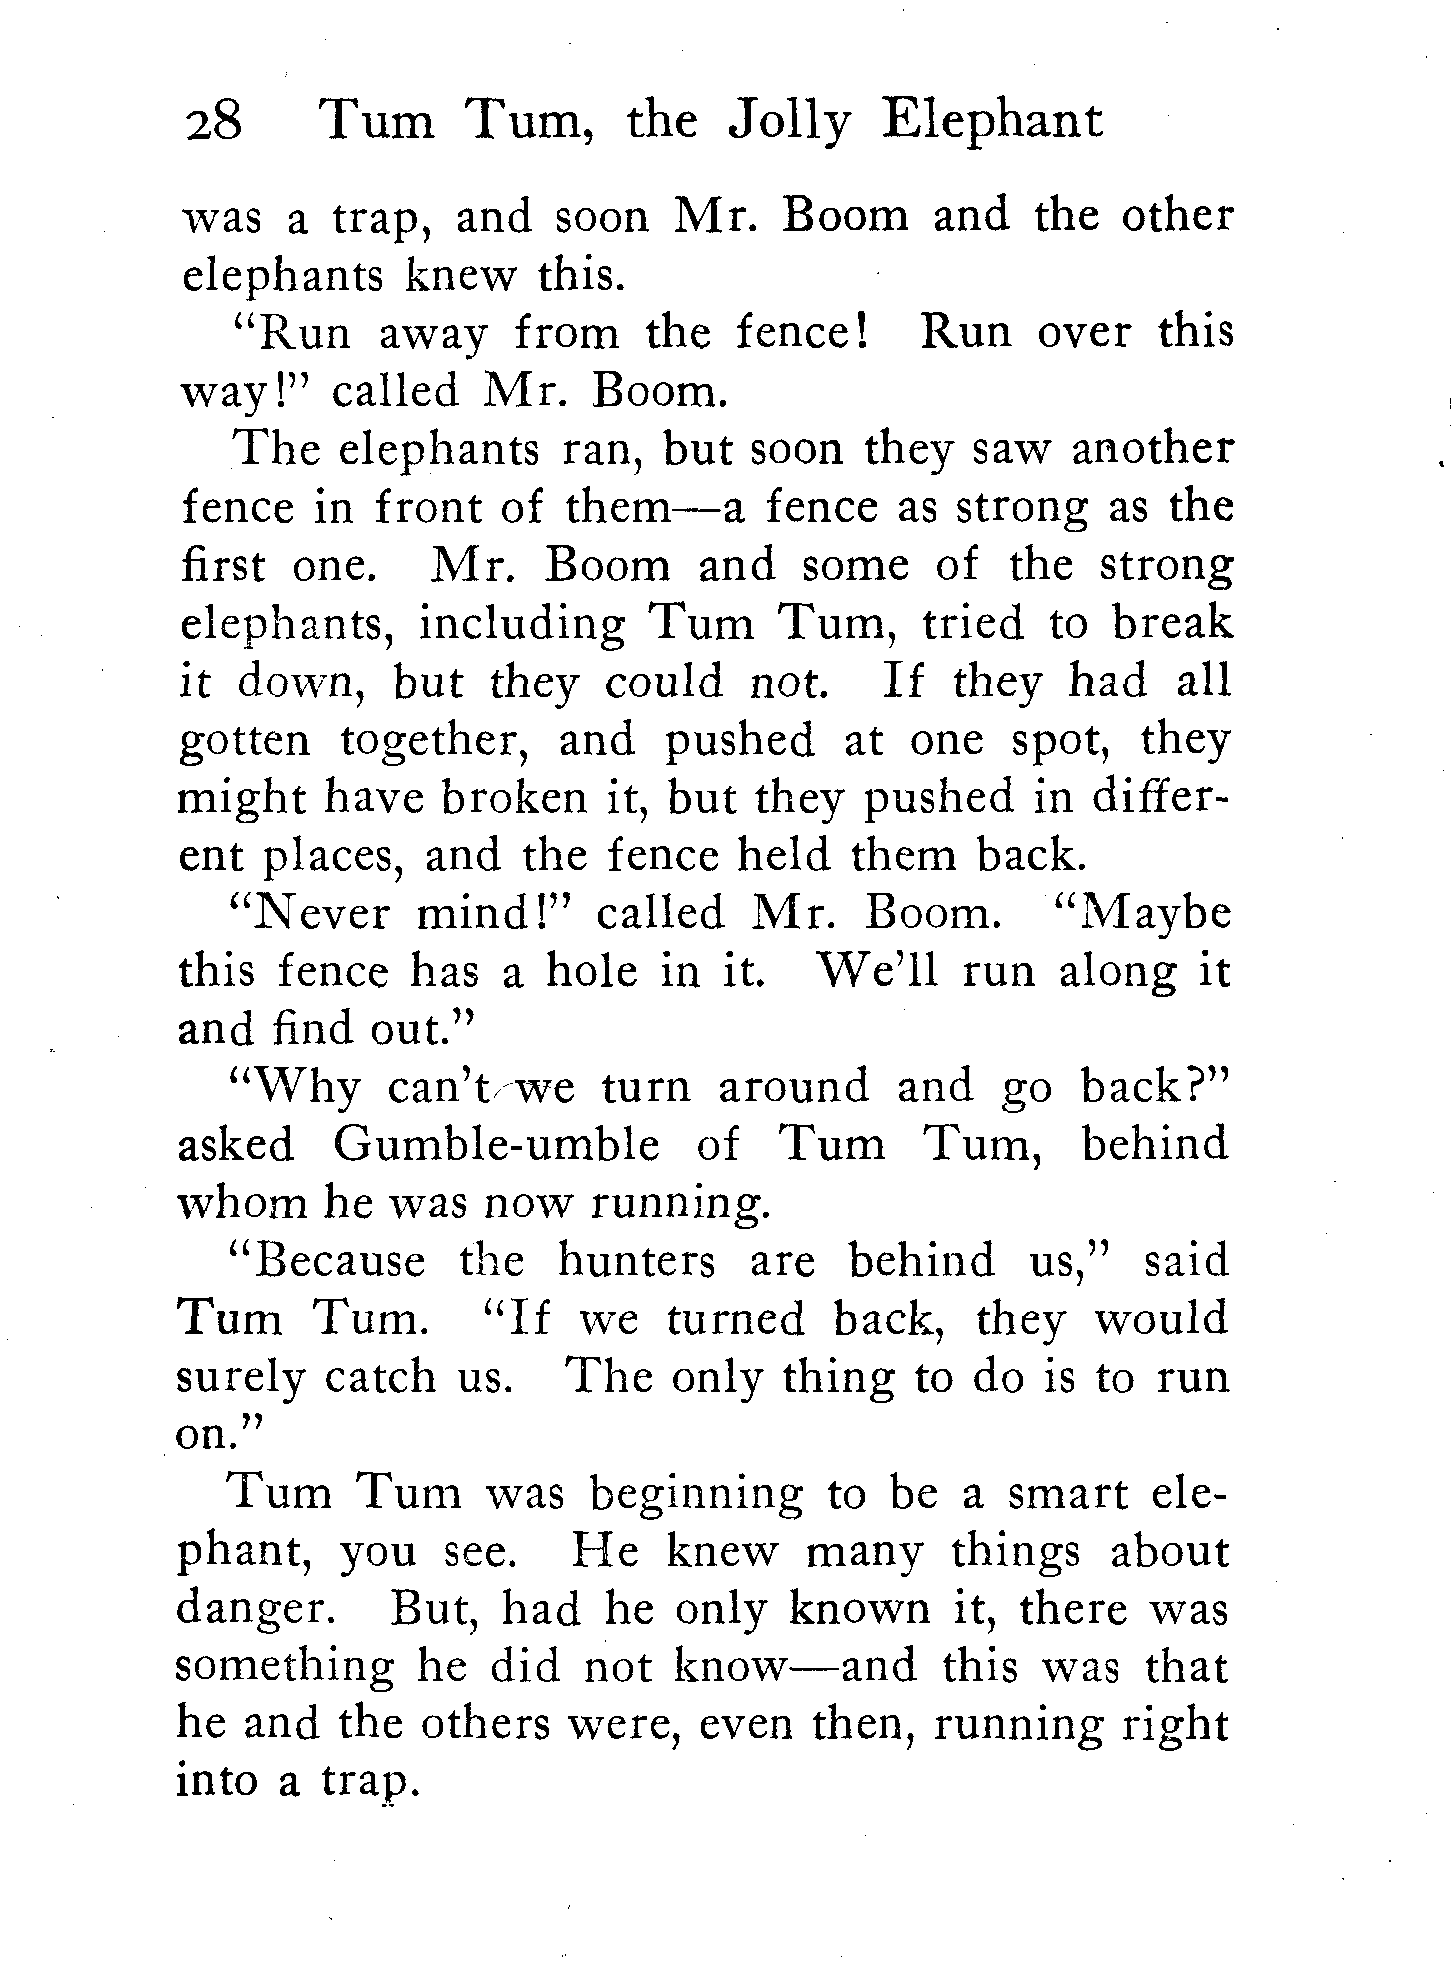 28 Tum Tum, the Jolly Elephant
was a trap, and soon Mr. Boom and the other
elephants knew this.
“Run away from the fence! Run over this
way!” called Mr. Boom.
The elephants ran, but soon they saw another
fence in front of them—a fence as strong as the
first one. Mr. Boom and some of the strong
elephants, including Tum Tum, tried to break
it down, but they could not. If they had all
gotten together, and pushed at one spot, they
might have broken it, but they pushed in differ-
ent places, and the fence held them back.
“Never mind!” called Mr. Boom. “Maybe
this fence has a hole in it. We’ll run along it
and find out.”
“Why can’t we turn around and go back?”
asked Gumble-umble of Tum Tum, behind
whom he was now running.
“Because the hunters are behind us,” said
Tum Tum. “If we turned back, they would
surely catch us. The only thing to do is to run
on.”
Tum Tum was beginning to be a smart ele-
phant, you see. He knew many things about
danger. But, had he only known it, there was
something he did not know—and this was that
he and the others were, even then, running right
into a trap.